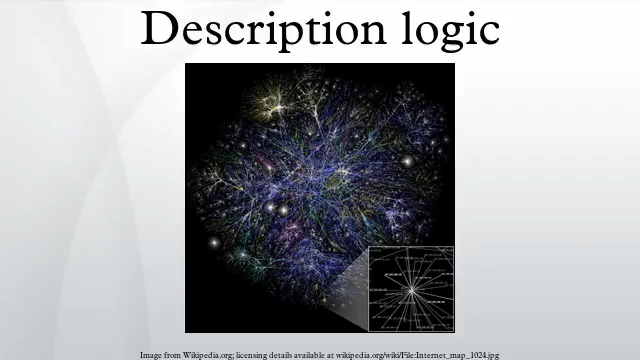 Description logic
Image from Wikipedia.org; licensing details available at wikipedia.org/wiki/File:Internet_map_1024.jpg